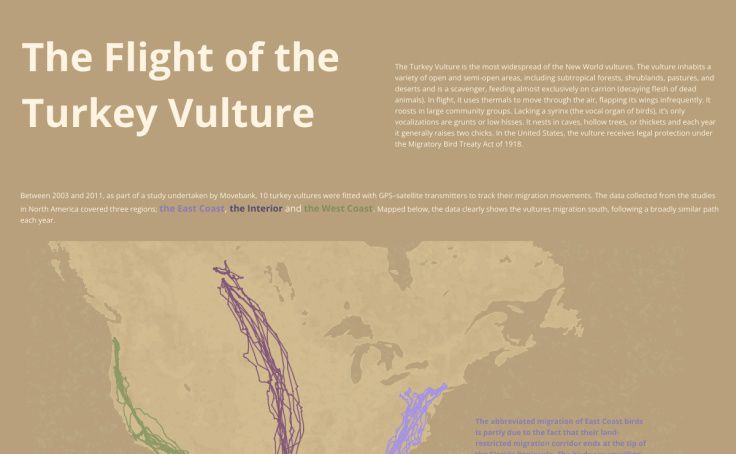 The Flight of the
Turkey Vulture
The Turkey Vulture is the most widespread of the New World vultures. The vulture inhabits a
variety of open and semi-open areas, including subtropical forests, shrublands, pastures, and
deserts and is a scavenger, feeding almost exclusively on carrion (decaying flesh of dead
animals). In flight, it uses thermals to move through the air, flapping its wings infrequently. It
roosts in large community groups. Lacking a syrinx (the vocal organ of birds), it's only
vocalizations are grunts or low hisses. It nests in caves, hollow trees, or thickets and each year
it generally raises two chicks. In the United States, the vulture receives legal protection under
the Migratory Bird Treaty Act of 1918.
Between 2003 and 2011, as part of a study undertaken by Movebank, 10 turkey vultures were fitted with GPS–satellite transmitters to track their migration movements. The data collected from the studies
in North America covered three regions, the East Coast, the Interior and the West Coast. Mapped below, the data clearly shows the vultures migration south, following a broadly similar path
each year.
The abbreviated migration of East Coast birds
is partly due to the fact that their land-
restricted migration corridor ends at the tip of